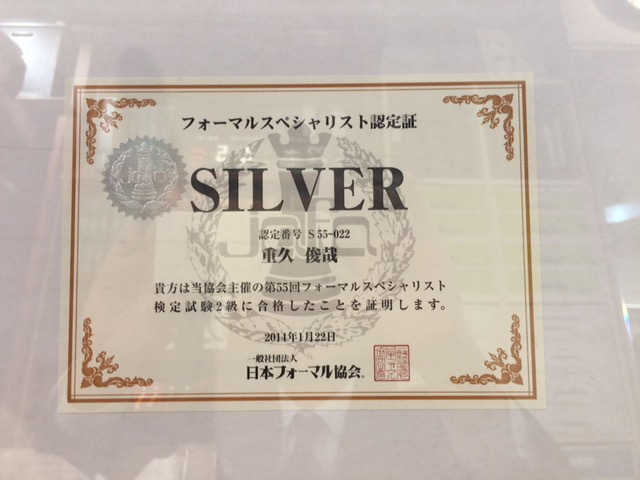 フォーマルスペシャリスト認定証
SILVER
認定番号 S55-022
重久 俊哉
貴方は当協会主催の第55回フォーマルスペシャリスト
検定試験2級に合格したことを証明します。
2014年1月22日
一般社団法人
日本フォーマル協会®